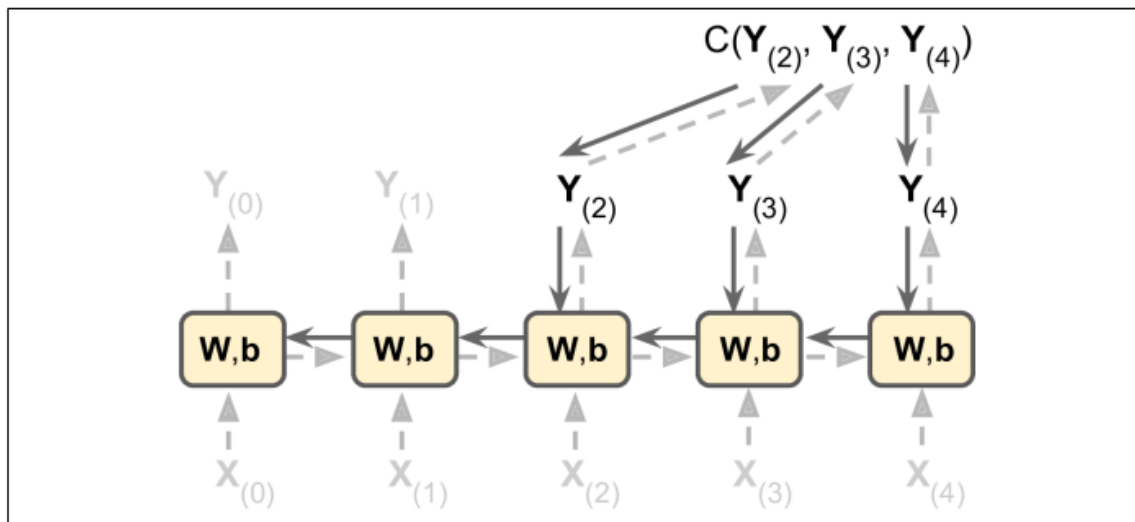 C(Y(2), Y(3), Y(4))
Y(0) Y(1) Y(2) Y(3) Y(4)
W,b W,b W,b W,b W,b
X(0) X(1) X(2) X(3) X(4)